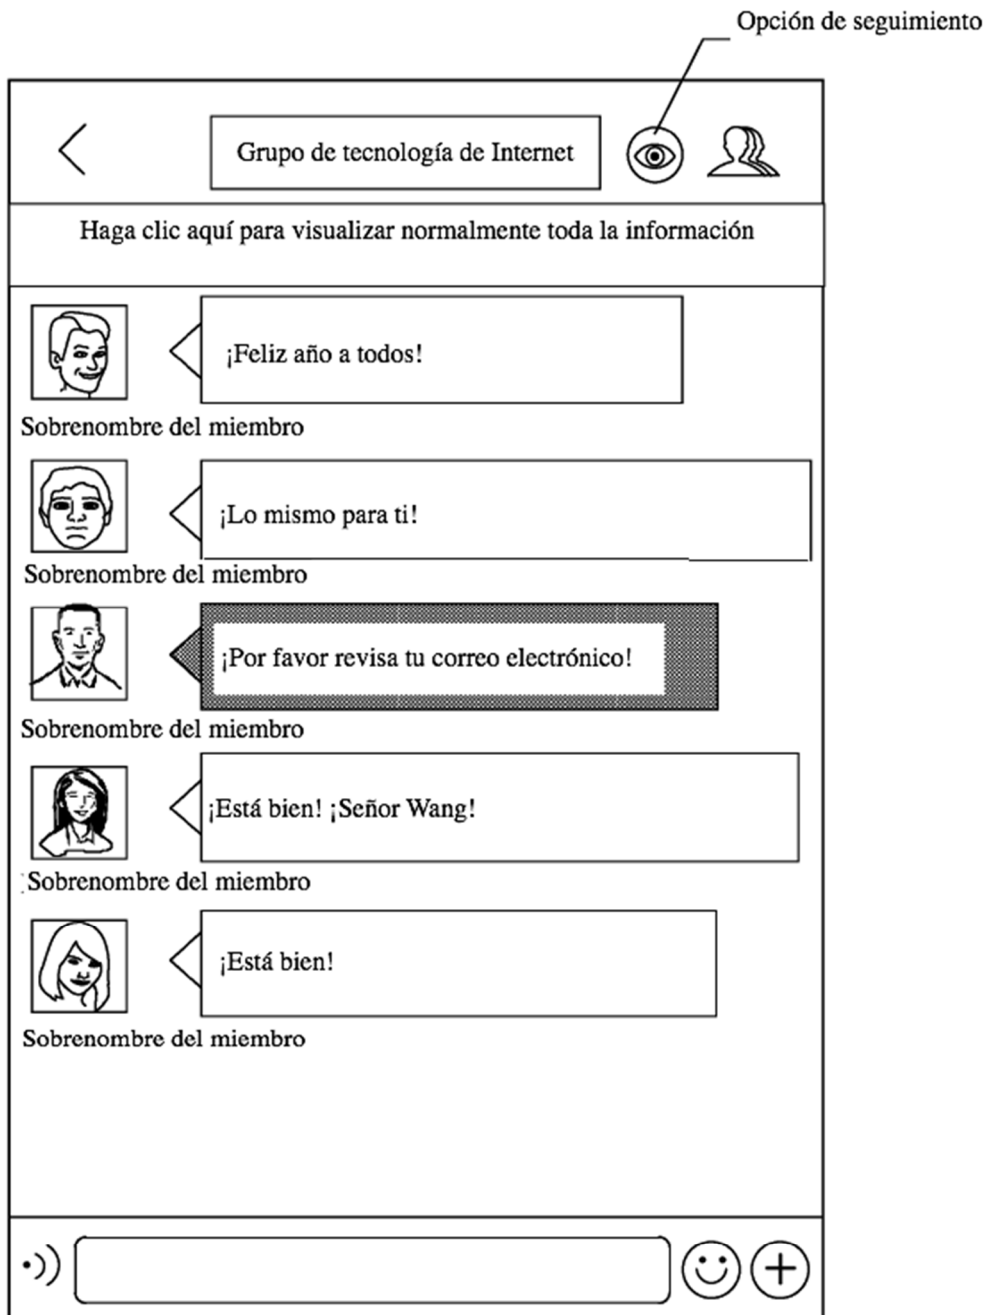 Opción de seguimiento
Grupo de tecnología de Internet
Haga clic aquí para visualizar normalmente toda la información
¡Feliz año a todos!
Sobrenombre del miembro
¡Lo mismo para ti!
Sobrenombre del miembro
¡Por favor revisa tu correo electrónico!
Sobrenombre del miembro
¡Está bien! ¡Señor Wang!
Sobrenombre del miembro
¡Está bien!
Sobrenombre del miembro